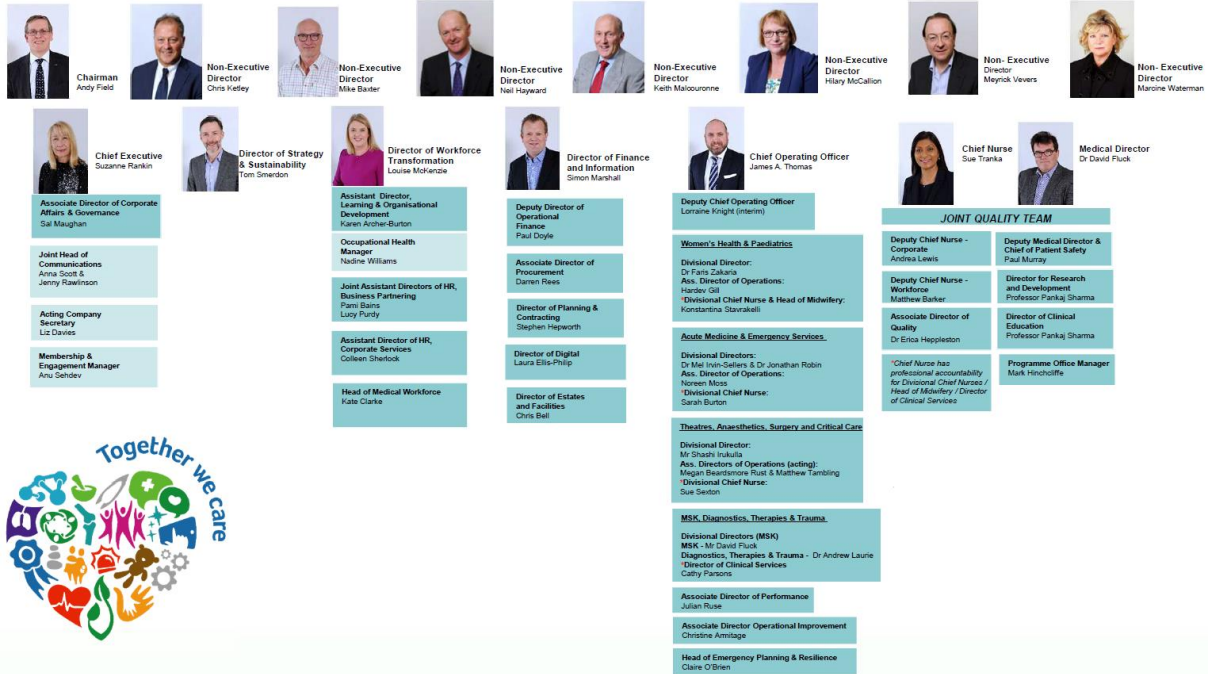 Chairman
Andy Field
Non-Executive
Director
Chris Ketley
Non-Executive
Director
Mike Baxter
Non-Executive
Director
Neil Hayward
Non-Executive
Director
Keith Malcouronne
Non-Executive
Director
Hilary McCallion
Non- Executive
Director
Meyrick Vevers
Non- Executive
Director
Marcine Waterman
Chief Executive
Suzanne Rankin
Director of Strategy
& Sustainability
Tom Smerdon
Director of Workforce
Transformation
Louise McKenzie
Director of Finance
and Information
Simon Marshall
Chief Operating Officer
James A. Thomas
Chief Nurse
Sue Tranka
Medical Director
Dr David Fluck
Associate Director of Corporate
Affairs & Governance
Sal Maughan
Joint Head of
Communications
Anna Scott &
Jenny Rawlinson
Acting Company
Secretary
Liz Davies
Membership &
Engagement Manager
Anu Sehdev
Assistant Director,
Learning & Organisational
Development
Karen Archer-Burton
Occupational Health
Manager
Nadine Williams
Joint Assistant Directors of HR,
Business Partnering
Pami Bains
Lucy Purdy
Assistant Director of HR,
Corporate Services
Colleen Sherlock
Head of Medical Workforce
Kate Clarke
Deputy Director of
Operational
Finance
Paul Doyle
Associate Director of
Procurement
Darren Rees
Director of Planning &
Contracting
Stephen Hepworth
Director of Digital
Laura Ellis-Philip
Director of Estates
and Facilities
Chris Bell
Deputy Chief Operating Officer
Lorraine Knight (interim)
Women's Health & Paediatrics
Divisional Director:
Dr Faris Zakaria
Ass. Director of Operations:
Hardev Gill
*Divisional Chief Nurse & Head of Midwifery:
Konstantina Stavrakelli
Acute Medicine & Emergency Services
Divisional Directors:
Dr Mel Irvin-Sellers & Dr Jonathan Robin
Ass. Director of Operations:
Noreen Moss
*Divisional Chief Nurse:
Sarah Burton
Theatres, Anaesthetics, Surgery and Critical Care
Divisional Director:
Mr Shashi Irukulla
Ass. Directors of Operations (acting):
Megan Beardsmore Rust & Matthew Tambling
*Divisional Chief Nurse:
Sue Sexton
MSK, Diagnostics, Therapies & Trauma
Divisional Directors (MSK)
MSK - Mr David Fluck
Diagnostics, Therapies & Trauma - Dr Andrew Laurie
*Director of Clinical Services
Cathy Parsons
Associate Director of Performance
Julian Ruse
Associate Director Operational Improvement
Christine Armitage
Head of Emergency Planning & Resilience
Claire O'Brien
JOINT QUALITY TEAM
Deputy Chief Nurse -
Corporate
Andrea Lewis
Deputy Chief Nurse -
Workforce
Matthew Barker
Associate Director of
Quality
Dr Erica Heppleston
*Chief Nurse has
professional accountability
for Divisional Chief Nurses /
Head of Midwifery / Director
of Clinical Services
Deputy Medical Director &
Chief of Patient Safety
Paul Murray
Director for Research
and Development
Professor Pankaj Sharma
Director of Clinical
Education
Professor Pankaj Sharma
Programme Office Manager
Mark Hinchcliffe
Together we care